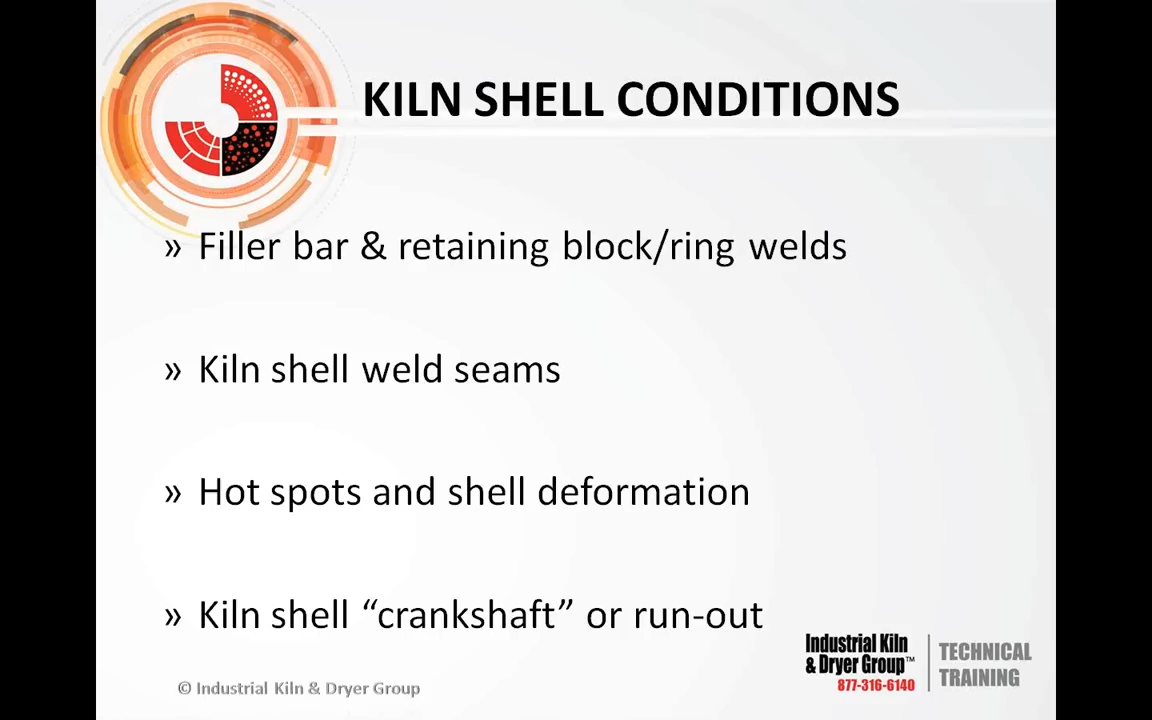 KILN SHELL CONDITIONS
» Filler bar & retaining block/ring welds
» Kiln shell weld seams
» Hot spots and shell deformation
» Kiln shell “crankshaft” or run-out
Industrial Kiln
& Dryer Group™
877-316-6140
TECHNICAL
TRAINING
© Industrial Kiln & Dryer Group